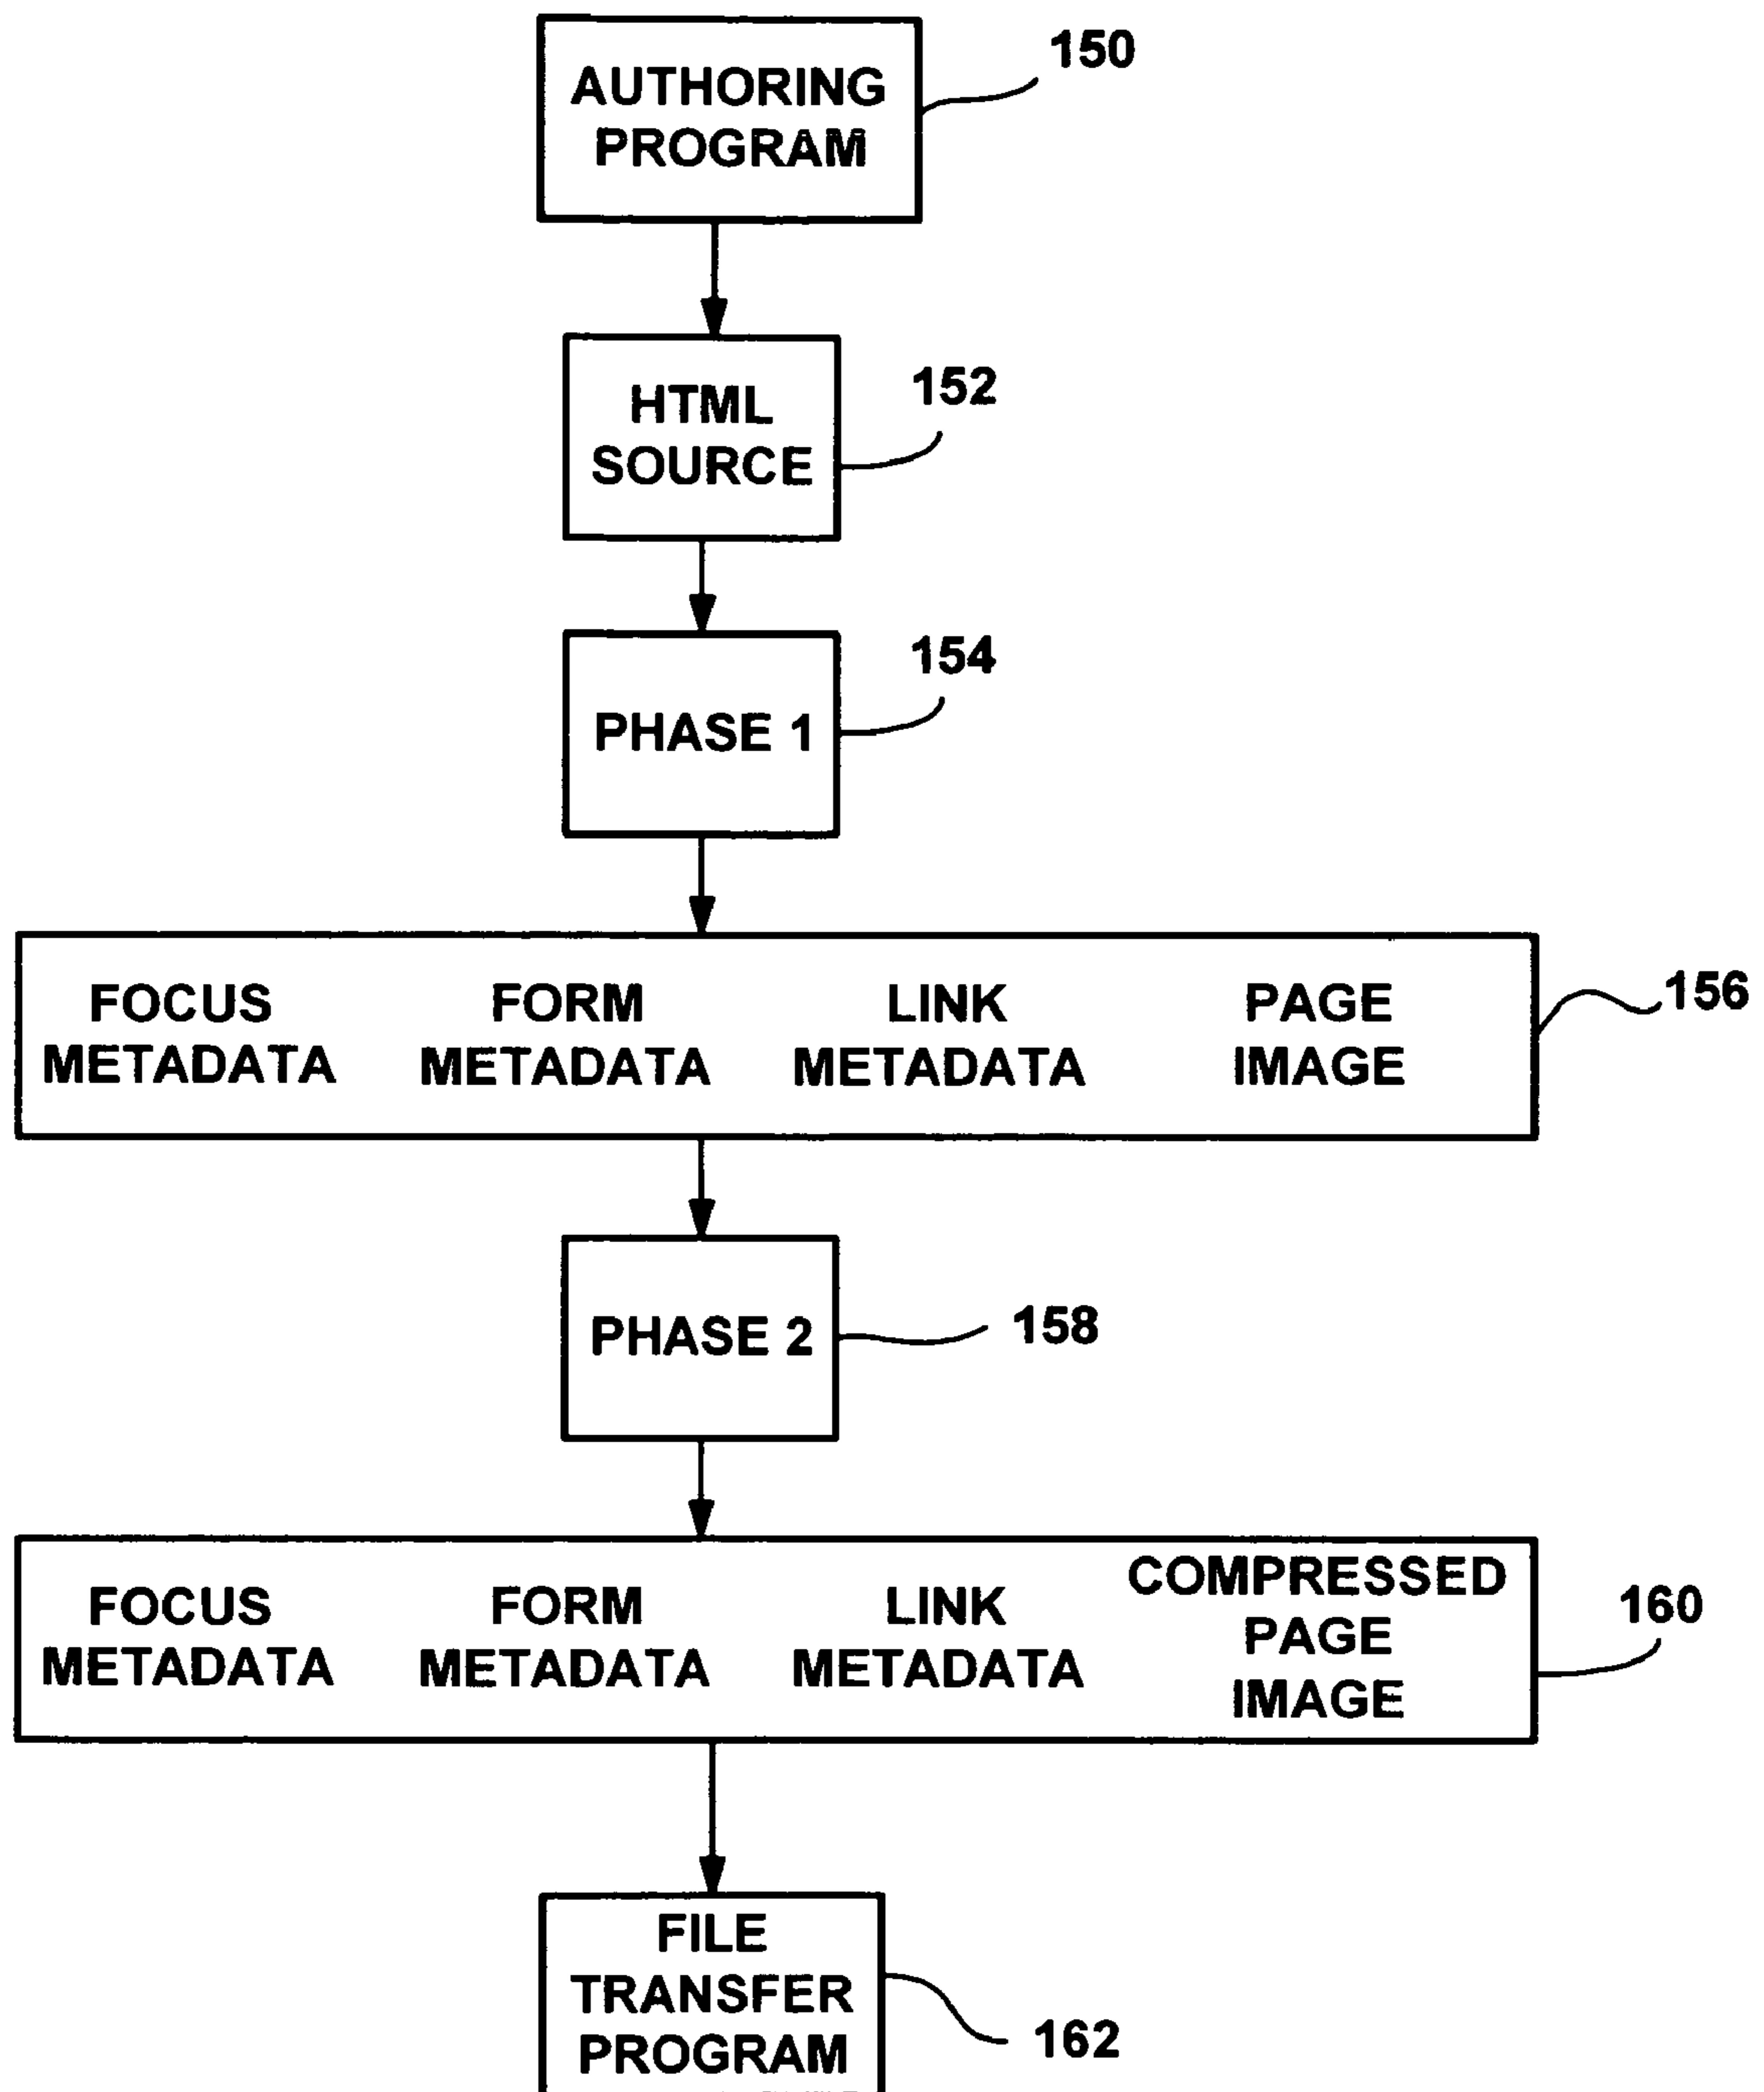 AUTHORING
PROGRAM
150
HTML
SOURCE
152
PHASE 1
154
FOCUS
METADATA
FORM
METADATA
LINK
METADATA
PAGE
IMAGE
156
PHASE 2
158
FOCUS
METADATA
FORM
METADATA
LINK
METADATA
COMPRESSED
PAGE
IMAGE
160
FILE
TRANSFER
PROGRAM
162